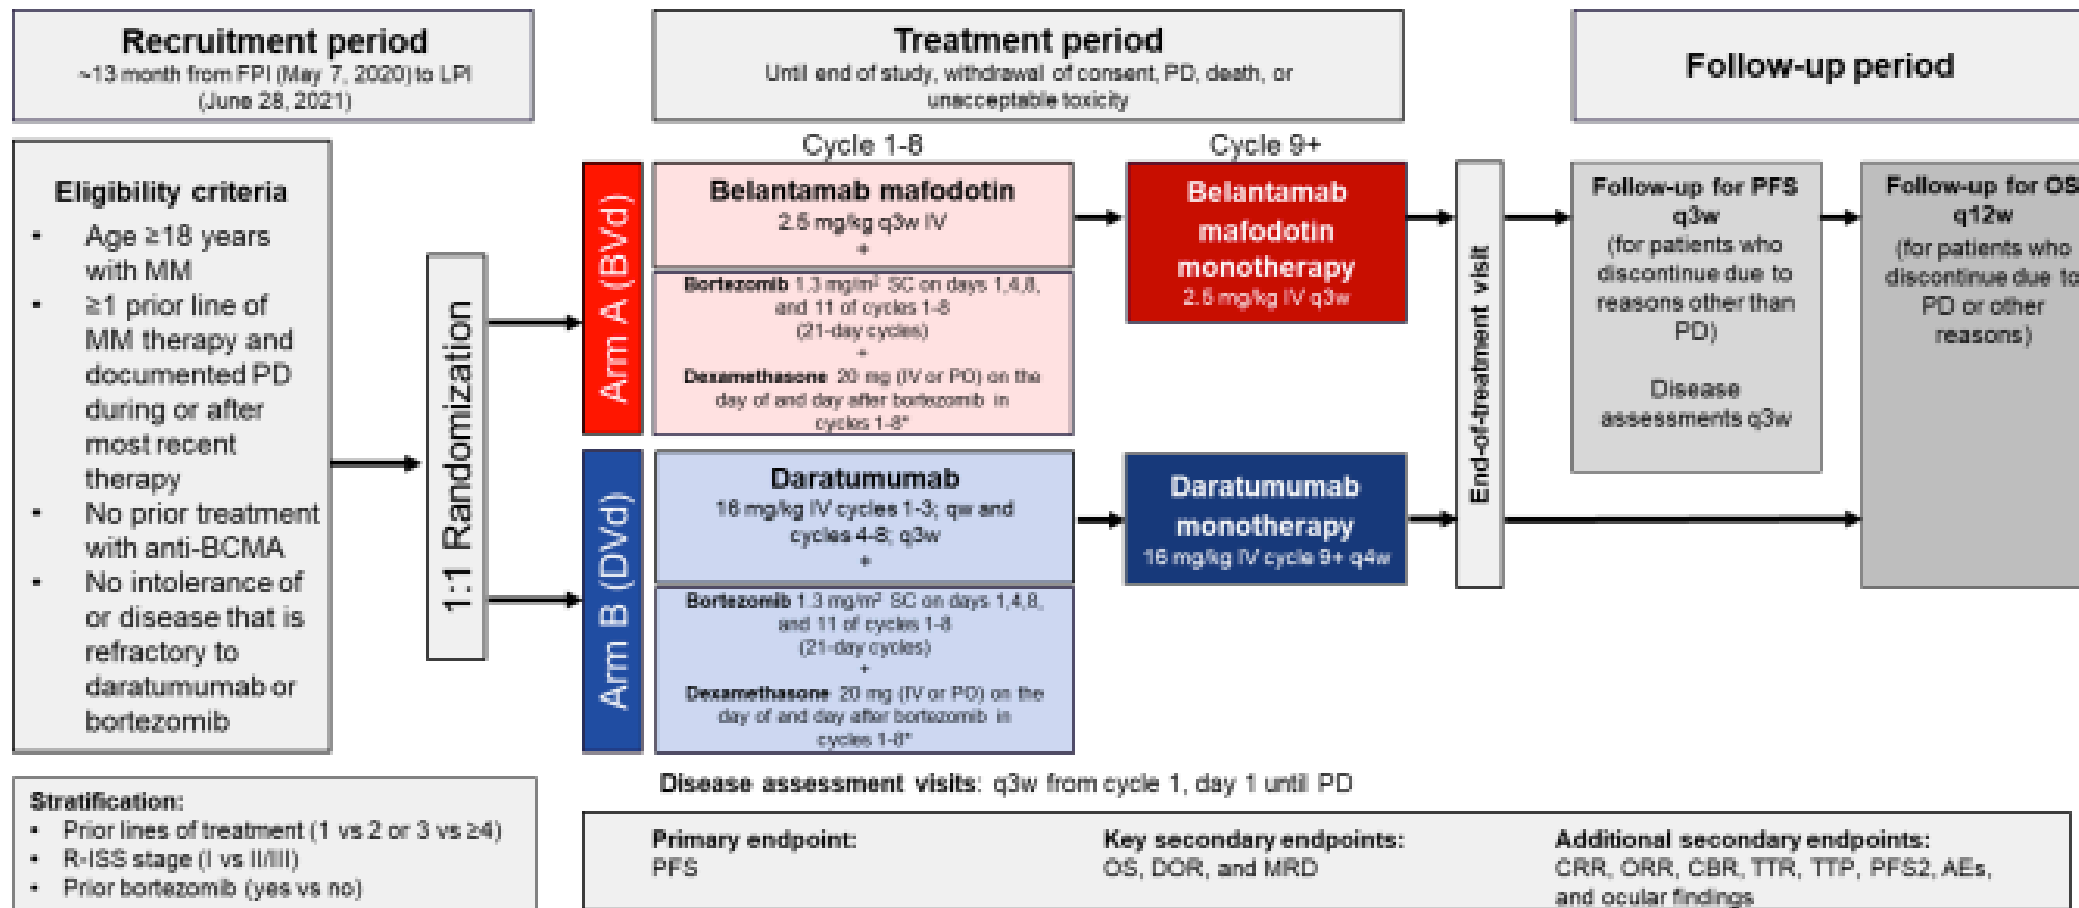 Recruitment period
~13 month from FPI (May 7, 2020) to LPI
(June 28, 2021)
Treatment period
Until end of study, withdrawal of consent, PD, death, or
unacceptable toxicity
Follow-up period
Eligibility criteria
• Age ≥18 years
with MM
• ≥1 prior line of
MM therapy and
documented PD
during or after
most recent
therapy
• No prior treatment
with anti-BCMA
• No intolerance of
or disease that is
refractory to
daratumumab or
bortezomib
1:1 Randomization
Cycle 1-8
Cycle 9+
Arm A (BVd)
Belantamab mafodotin
2.5 mg/kg q3w IV
+
Bortezomib 1.3 mg/m² SC on days 1,4,8,
and 11 of cycles 1-8
(21-day cycles)
+
Dexamethasone 20 mg (IV or PO) on the
day of and day after bortezomib in
cycles 1-8*
Belantamab
mafodotin
monotherapy
2.5 mg/kg IV q3w
Arm B (DVd)
Daratumumab
16 mg/kg IV cycles 1-3; qw and
cycles 4-8; q3w
+
Bortezomib 1.3 mg/m² SC on days 1,4,8,
and 11 of cycles 1-8
(21-day cycles)
+
Dexamethasone 20 mg (IV or PO) on the
day of and day after bortezomib in
cycles 1-8*
Daratumumab
monotherapy
16 mg/kg IV cycle 9+ q4w
End-of-treatment visit
Follow-up for PFS
q3w
(for patients who
discontinue due to
reasons other than
PD)
Disease
assessments q3w
Follow-up for OS
q12w
(for patients who
discontinue due to
PD or other
reasons)
Disease assessment visits: q3w from cycle 1, day 1 until PD
Stratification:
• Prior lines of treatment (1 vs 2 or 3 vs ≥4)
• R-ISS stage (I vs II/III)
• Prior bortezomib (yes vs no)
Primary endpoint:
PFS
Key secondary endpoints:
OS, DOR, and MRD
Additional secondary endpoints:
CRR, ORR, CBR, TTR, TTP, PFS2, AEs,
and ocular findings